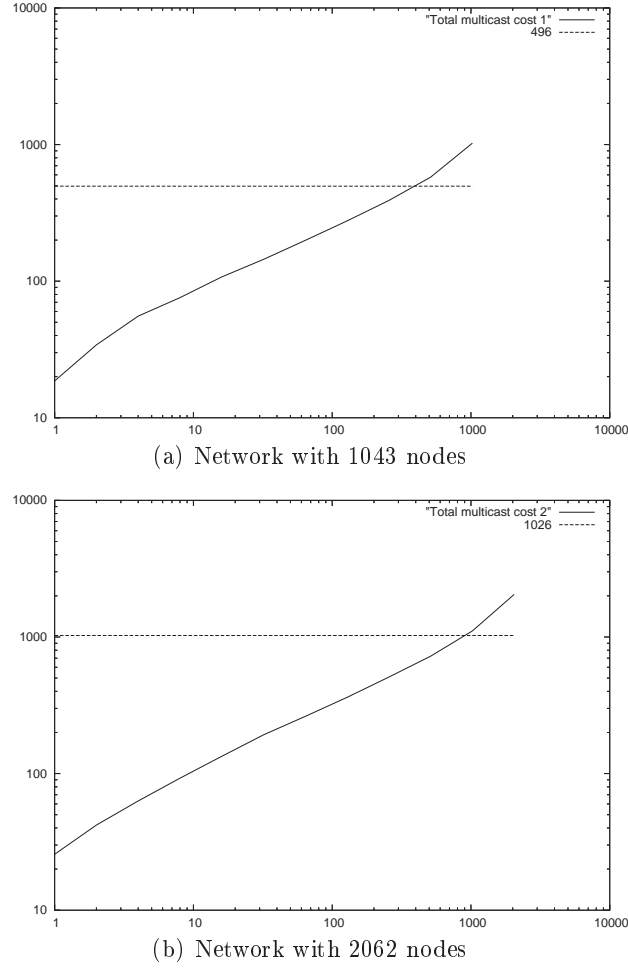 10000
"Total multicast cost 1"
496
1000
100
10
1 10 100 1000 10000
(a) Network with 1043 nodes
10000
"Total multicast cost 2"
1026
1000
100
10
1 10 100 1000 10000
(b) Network with 2062 nodes